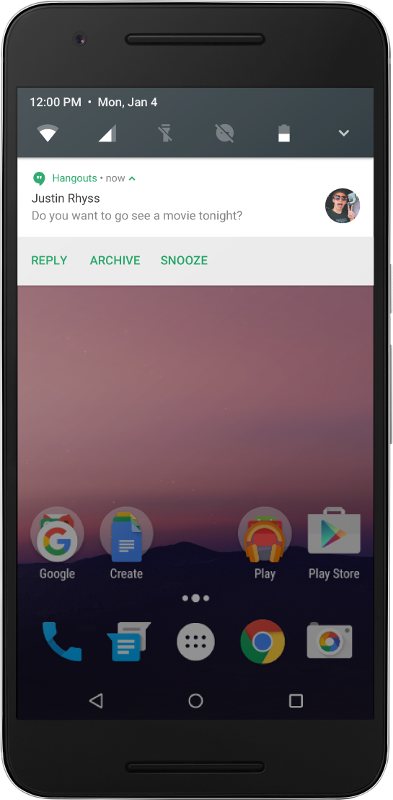 12:00 PM • Mon, Jan 4
Hangouts • now
Justin Rhyss
Do you want to go see a movie tonight?
REPLY ARCHIVE SNOOZE
Google Create Play Play Store